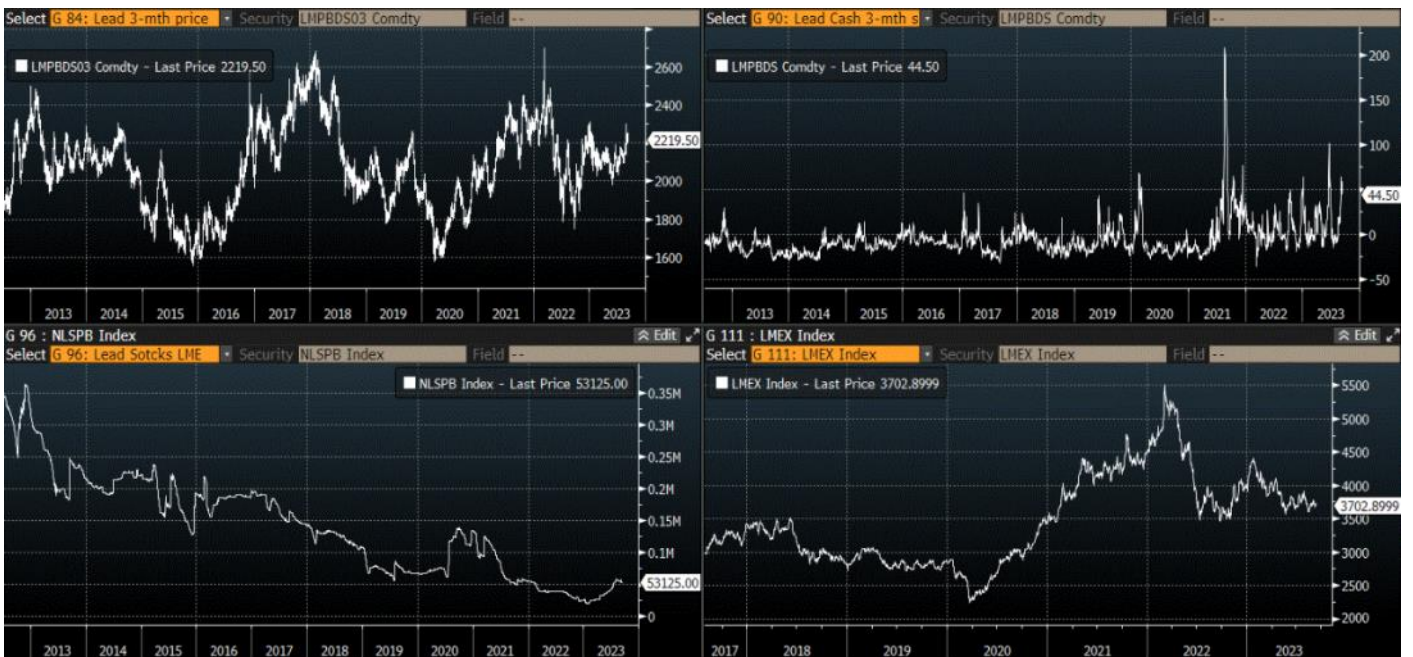 Select G 84: Lead 3-mth price Security LMPBDS03 Comdty Field --
LMPBDS03 Comdty - Last Price 2219.50
2600
2400
2219.50
2000
1800
1600
2013 2014 2015 2016 2017 2018 2019 2020 2021 2022 2023
Select G 90: Lead Cash 3-mth s Security LMPBDS Comdty Field --
LMPBDS Comdty - Last Price 44.50
200
150
100
44.50
0
-50
2013 2014 2015 2016 2017 2018 2019 2020 2021 2022 2023
G 96 : NLSPB Index Edit
Select G 96: Lead Sotcks LME Security NLSPB Index Field --
NLSPB Index - Last Price 53125.00
0.35M
0.3M
0.25M
0.2M
0.15M
0.1M
53125.00
0
2013 2014 2015 2016 2017 2018 2019 2020 2021 2022 2023
G 111 : LMEX Index Edit
Select G 111: LMEX Index Security LMEX Index Field --
LMEX Index - Last Price 3702.8999
5500
5000
4500
4000
3702.8999
3500
3000
2500
2000
2017 2018 2019 2020 2021 2022 2023